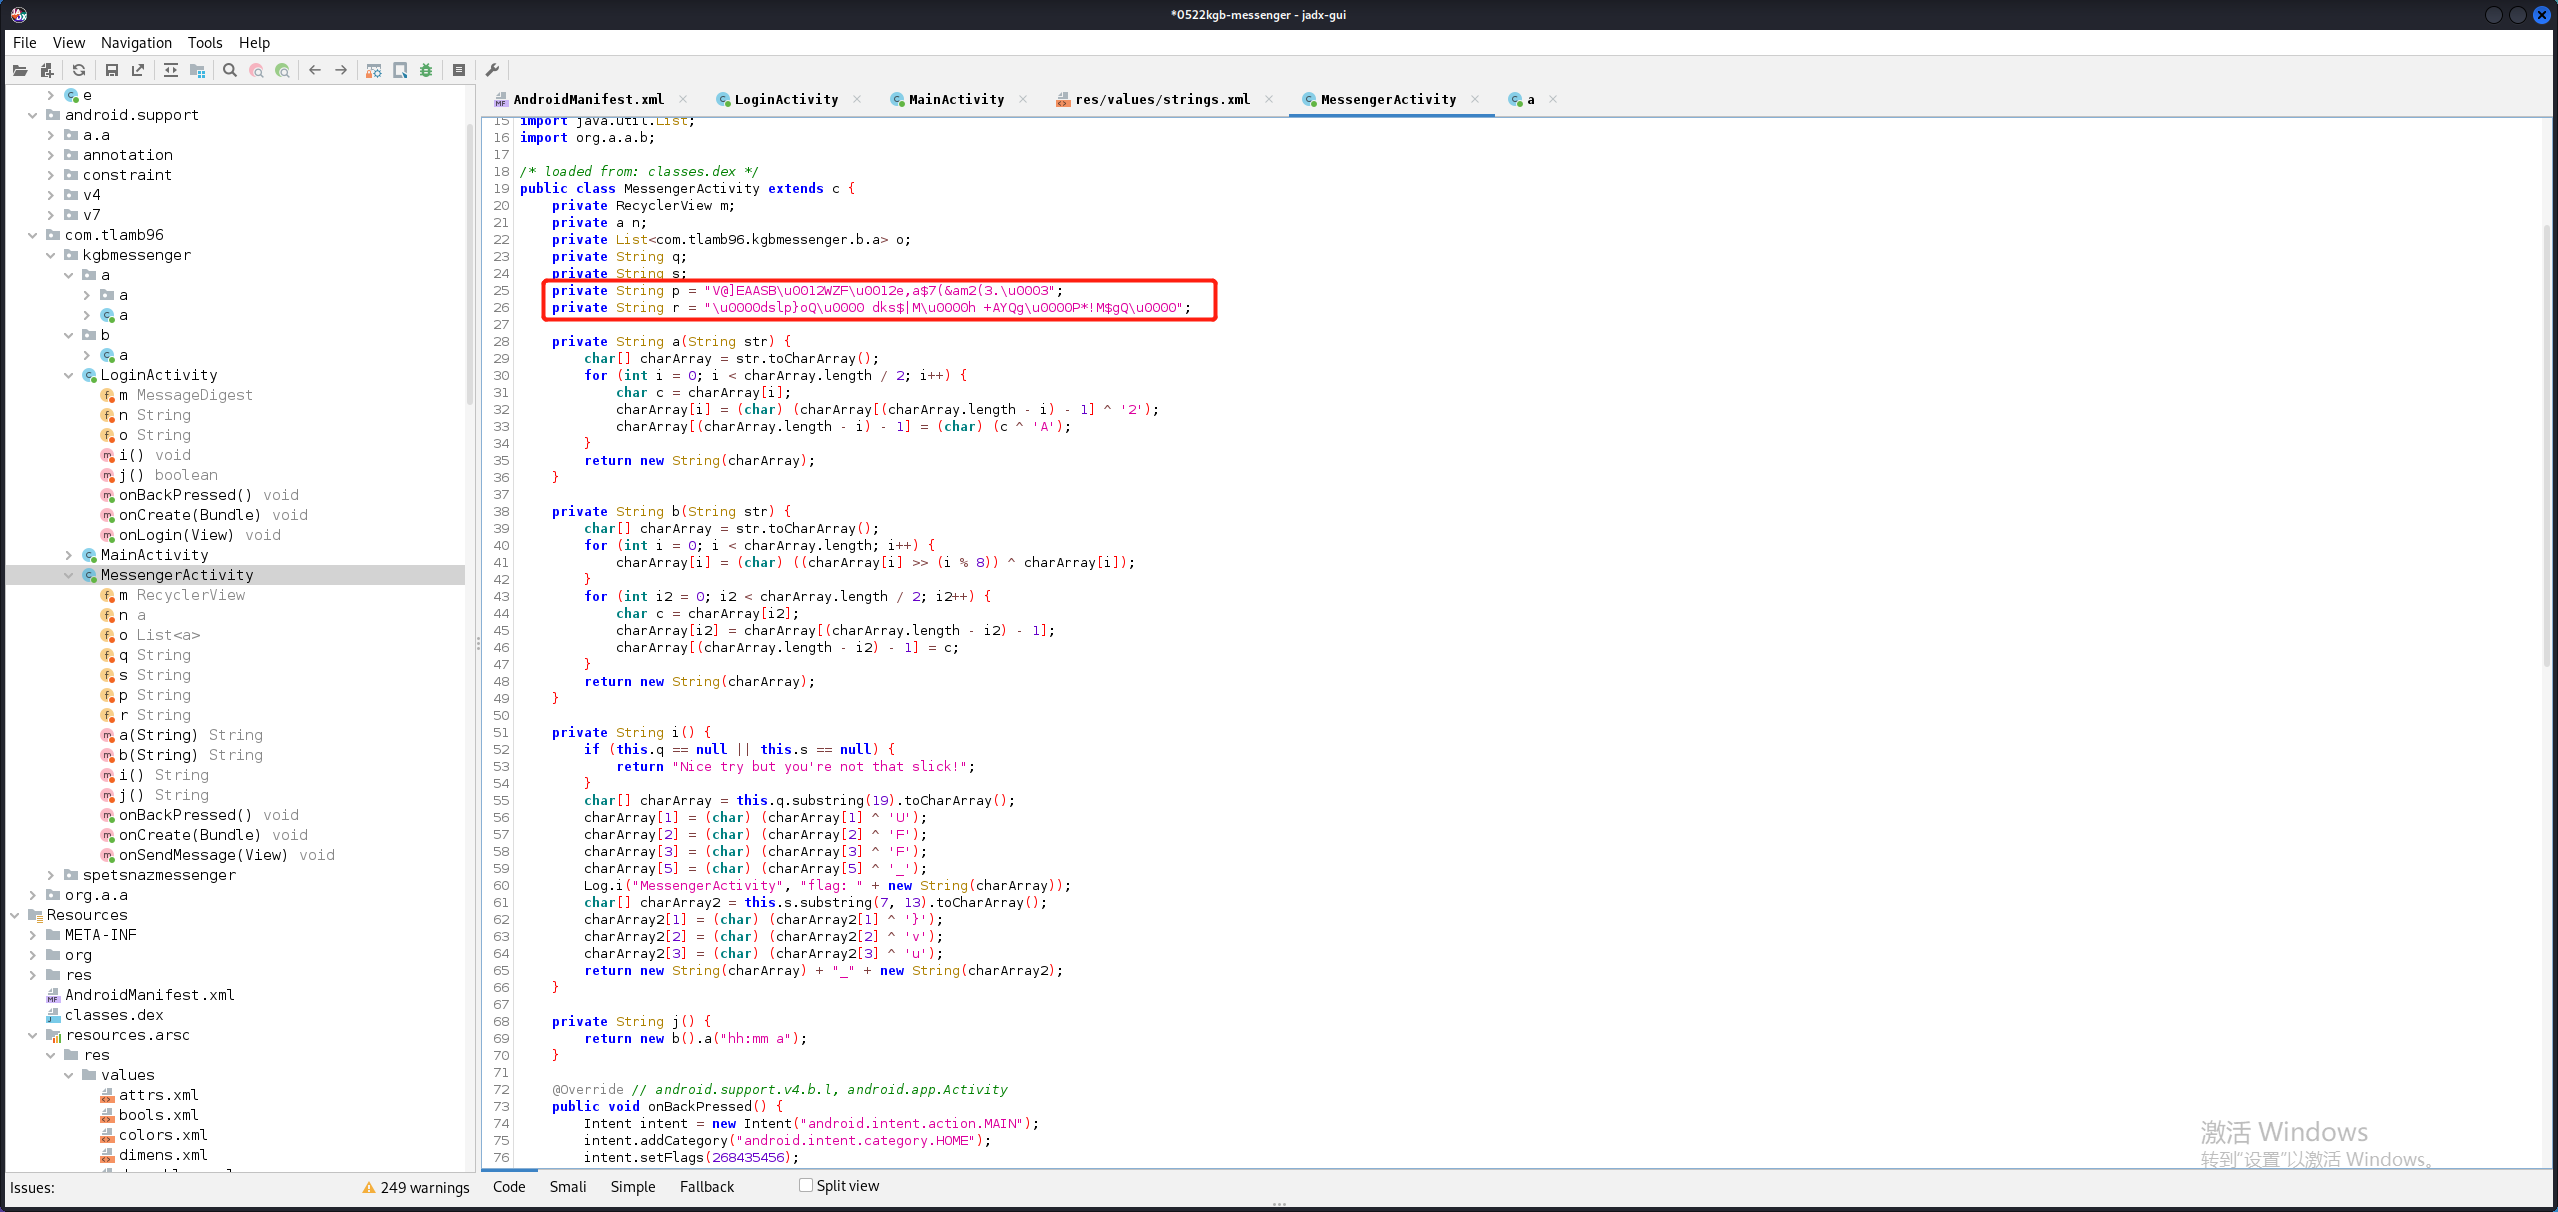 *0522kgb-messenger - jadx-gui
File View Navigation Tools Help
e
android.support
a.a
annotation
constraint
v4
v7
com.tlamb96
kgbmessenger
a
a
a
b
a
LoginActivity
m MessageDigest
n String
o String
i() void
j() boolean
onBackPressed() void
onCreate(Bundle) void
onLogin(View) void
MainActivity
MessengerActivity
m RecyclerView
n a
o List<a>
q String
s String
p String
r String
a(String) String
b(String) String
i() String
j() String
onBackPressed() void
onCreate(Bundle) void
onSendMessage(View) void
spetsnazmessenger
org.a.a
Resources
META-INF
org
res
AndroidManifest.xml
classes.dex
resources.arsc
res
values
attrs.xml
bools.xml
colors.xml
dimens.xml
AndroidManifest.xml LoginActivity MainActivity res/values/strings.xml MessengerActivity a
15 import java.util.List;
16 import org.a.a.b;
17
18 /* loaded from: classes.dex */
19 public class MessengerActivity extends c {
20 private RecyclerView m;
21 private a n;
22 private List<com.tlamb96.kgbmessenger.b.a> o;
23 private String q;
24 private String s;
25 private String p = "V@]EAASB\u0012WZF\u0012e,a$7(&am2(3.\u0003";
26 private String r = "\u0000dslp}oQ\u0000 dks$|M\u0000h +AYQg\u0000P*!M$gQ\u0000";
27
28 private String a(String str) {
29 char[] charArray = str.toCharArray();
30 for (int i = 0; i < charArray.length / 2; i++) {
31 char c = charArray[i];
32 charArray[i] = (char) (charArray[(charArray.length - i) - 1] ^ '2');
33 charArray[(charArray.length - i) - 1] = (char) (c ^ 'A');
34 }
35 return new String(charArray);
36 }
37
38 private String b(String str) {
39 char[] charArray = str.toCharArray();
40 for (int i = 0; i < charArray.length; i++) {
41 charArray[i] = (char) ((charArray[i] >> (i % 8)) ^ charArray[i]);
42 }
43 for (int i2 = 0; i2 < charArray.length / 2; i2++) {
44 char c = charArray[i2];
45 charArray[i2] = charArray[(charArray.length - i2) - 1];
46 charArray[(charArray.length - i2) - 1] = c;
47 }
48 return new String(charArray);
49 }
50
51 private String i() {
52 if (this.q == null || this.s == null) {
53 return "Nice try but you're not that slick!";
54 }
55 char[] charArray = this.q.substring(19).toCharArray();
56 charArray[1] = (char) (charArray[1] ^ 'U');
57 charArray[2] = (char) (charArray[2] ^ 'F');
58 charArray[3] = (char) (charArray[3] ^ 'F');
59 charArray[5] = (char) (charArray[5] ^ '_');
60 Log.i("MessengerActivity", "flag: " + new String(charArray));
61 char[] charArray2 = this.s.substring(7, 13).toCharArray();
62 charArray2[1] = (char) (charArray2[1] ^ '}');
63 charArray2[2] = (char) (charArray2[2] ^ 'v');
64 charArray2[3] = (char) (charArray2[3] ^ 'u');
65 return new String(charArray) + "_" + new String(charArray2);
66 }
67
68 private String j() {
69 return new b().a("hh:mm a");
70 }
71
72 @Override // android.support.v4.b.l, android.app.Activity
73 public void onBackPressed() {
74 Intent intent = new Intent("android.intent.action.MAIN");
75 intent.addCategory("android.intent.category.HOME");
76 intent.setFlags(268435456);
激活 Windows
转到"设置"以激活 Windows。
Issues: 249 warnings Code Smali Simple Fallback Split view